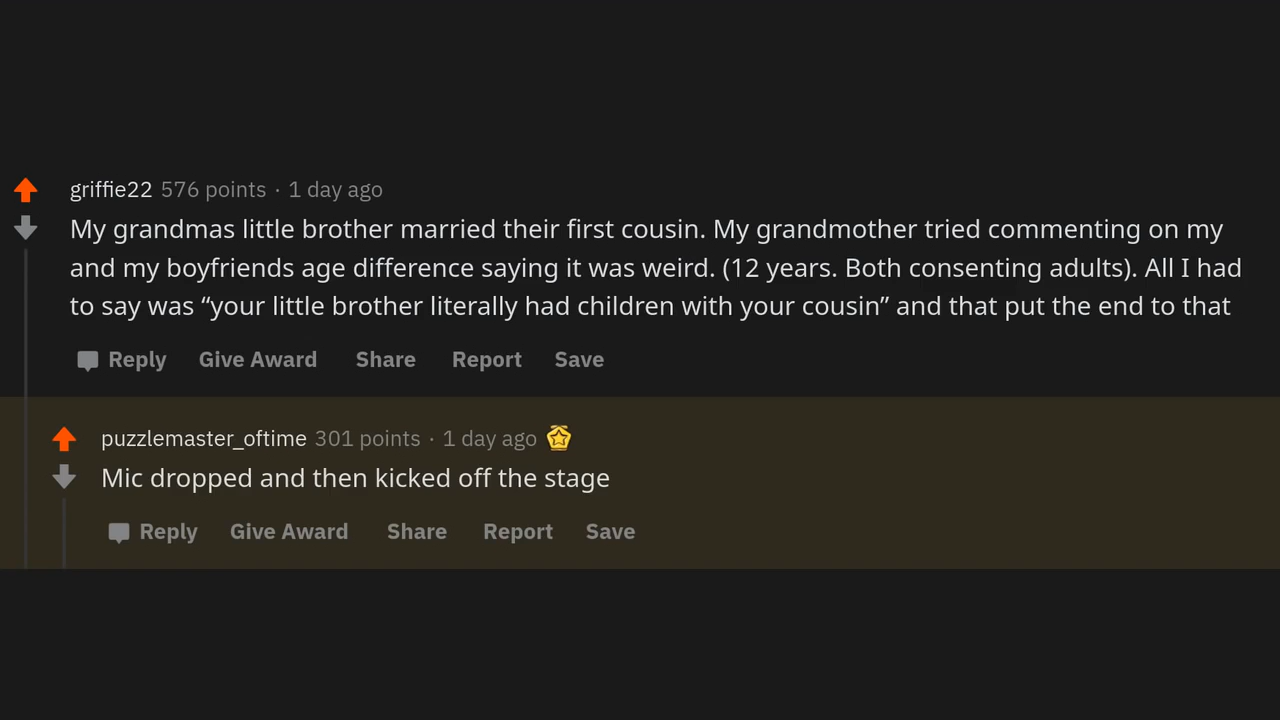 griffie22 576 points · 1 day ago
My grandmas little brother married their first cousin. My grandmother tried commenting on my
and my boyfriends age difference saying it was weird. (12 years. Both consenting adults). All I had
to say was “your little brother literally had children with your cousin” and that put the end to that
Reply Give Award Share Report Save
puzzlemaster_oftime 301 points · 1 day ago
Mic dropped and then kicked off the stage
Reply Give Award Share Report Save